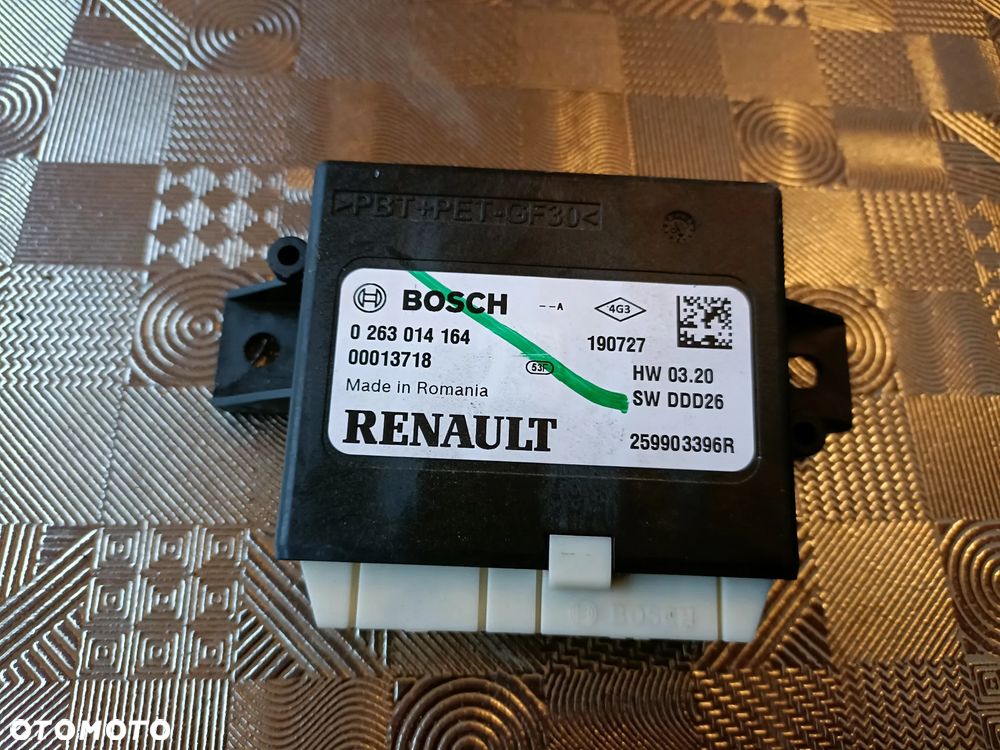 >PBT+PET-GF30<
BOSCH --A 4G3
0 263 014 164 190727
00013718 53F HW 03.20
Made in Romania SW DDD26
RENAULT 259903396R
BOSCH
OTOMOTO